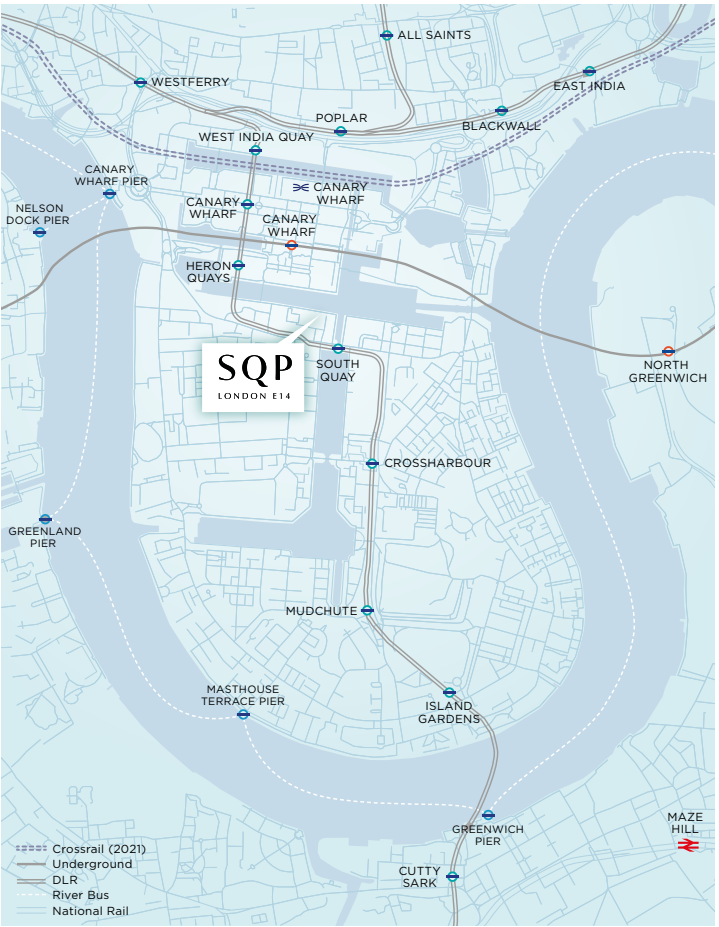 ALL SAINTS
WESTFERRY
EAST INDIA
POPLAR
BLACKWALL
WEST INDIA QUAY
CANARY
WHARF PIER
CANARY
WHARF
NELSON
DOCK PIER
CANARY
WHARF
CANARY
WHARF
HERON
QUAYS
SQP
LONDON E14
SOUTH
QUAY
NORTH
GREENWICH
CROSSHARBOUR
GREENLAND
PIER
MUDCHUTE
MASTHOUSE
TERRACE PIER
ISLAND
GARDENS
MAZE
HILL
GREENWICH
PIER
CUTTY
SARK
Crossrail (2021)
Underground
DLR
River Bus
National Rail